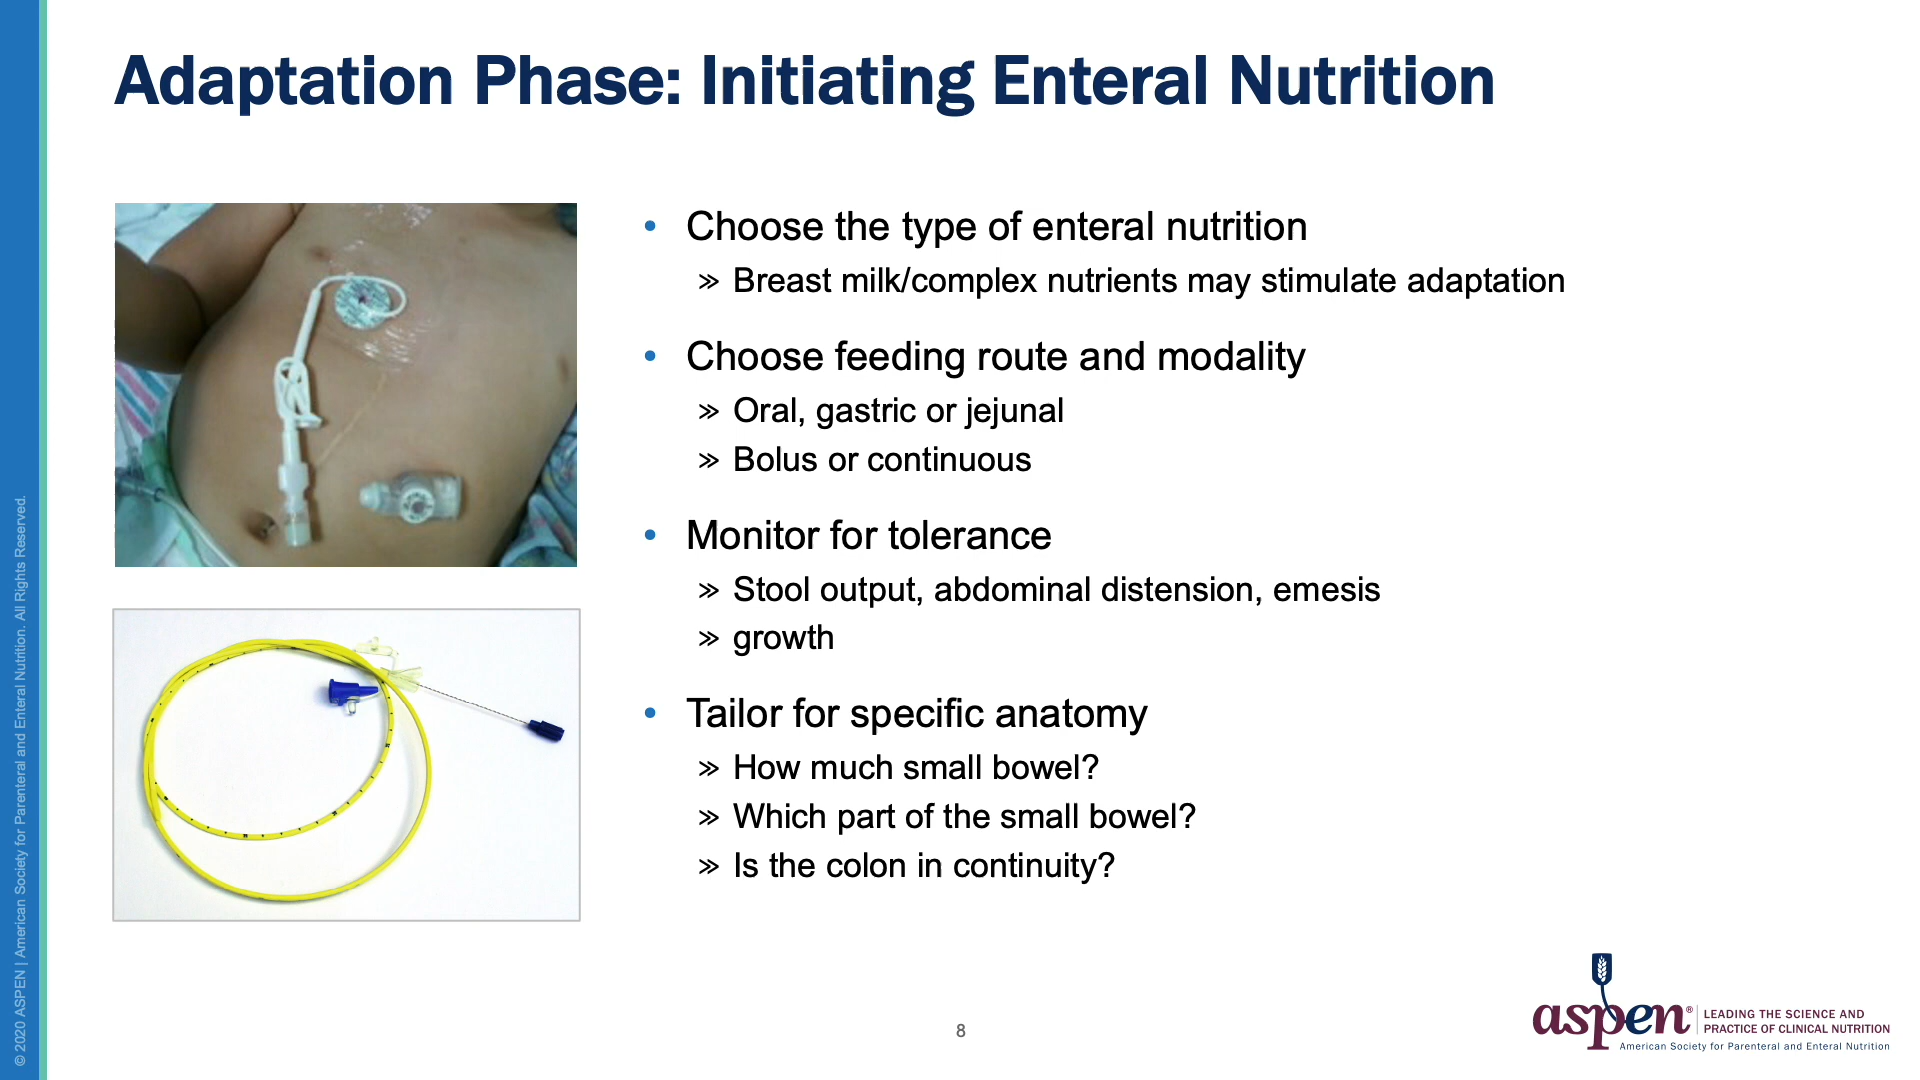 Adaptation Phase: Initiating Enteral Nutrition
• Choose the type of enteral nutrition
» Breast milk/complex nutrients may stimulate adaptation
• Choose feeding route and modality
» Oral, gastric or jejunal
» Bolus or continuous
• Monitor for tolerance
» Stool output, abdominal distension, emesis
» growth
• Tailor for specific anatomy
» How much small bowel?
» Which part of the small bowel?
» Is the colon in continuity?
© 2020 ASPEN | American Society for Parenteral and Enteral Nutrition. All Rights Reserved.
8
aspen®
LEADING THE SCIENCE AND
PRACTICE OF CLINICAL NUTRITION
American Society for Parenteral and Enteral Nutrition